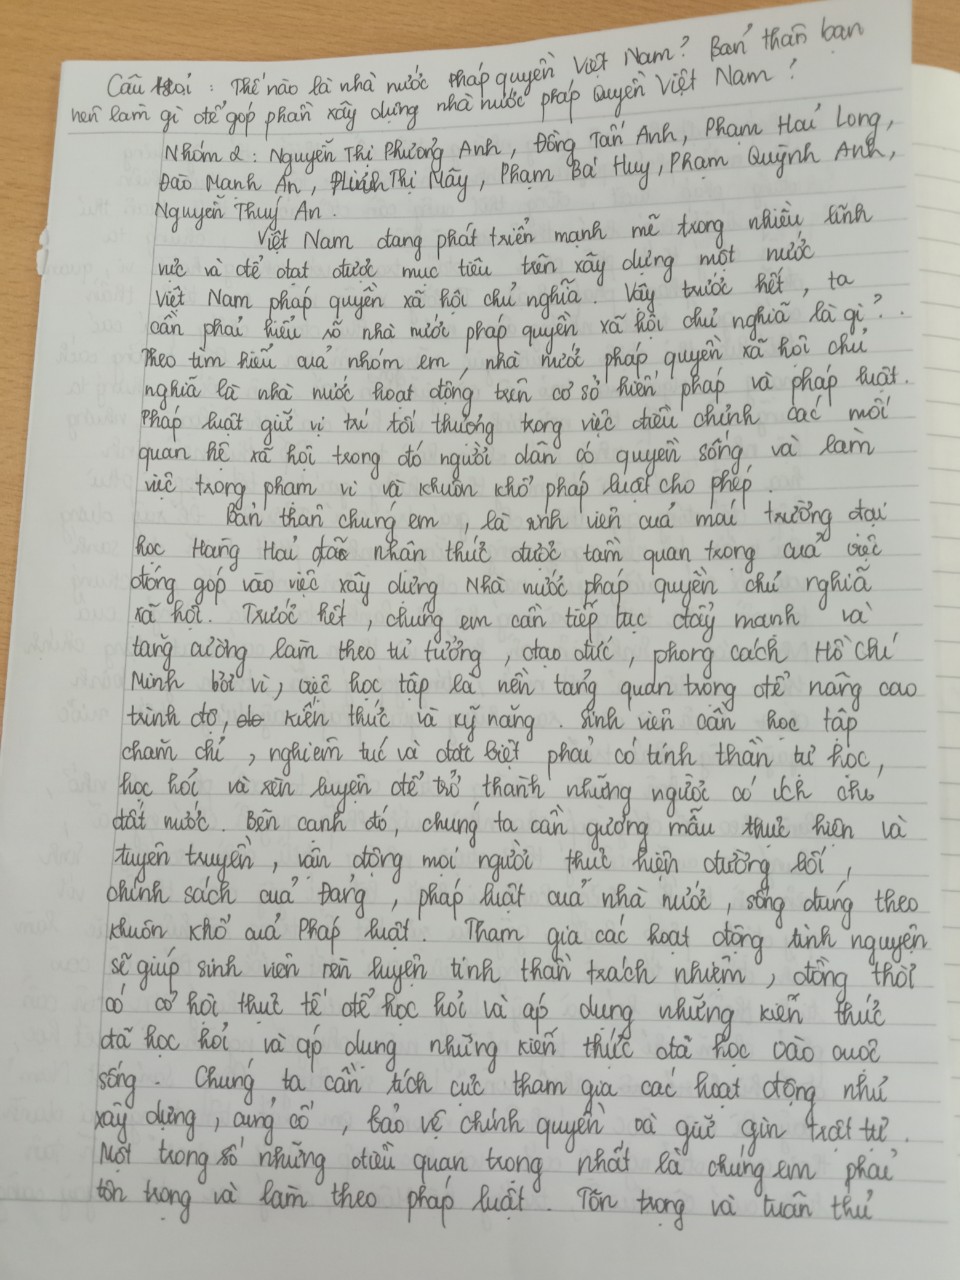 Câu hỏi : Thế nào là nhà nước pháp quyền Việt Nam ? Bản thân bạn
nên làm gì để góp phần xây dựng nhà nước pháp quyền Việt Nam ?
Nhóm 2 : Nguyễn Thị Phương Anh , Đồng Tấn Anh , Phạm Hải Long ,
Đào Mạnh An , Đinh Thị Mây , Phạm Bá Huy , Phạm Quỳnh Anh ,
Nguyễn Thuý An .
Việt Nam đang phát triển mạnh mẽ trong nhiều lĩnh
vực và để đạt được mục tiêu trên xây dựng một nước
Việt Nam pháp quyền xã hội chủ nghĩa . Vậy trước hết , ta
cần phải hiểu rõ nhà nước pháp quyền xã hội chủ nghĩa là gì ? .
Theo tìm hiểu của nhóm em , nhà nước pháp quyền xã hội chủ
nghĩa là nhà nước hoạt động trên cơ sở hiến pháp và pháp luật .
Pháp luật giữ vị trí tối thượng trong việc điều chỉnh các mối
quan hệ xã hội trong đó người dân có quyền sống và làm
việc trong phạm vi và khuôn khổ pháp luật cho phép .
Bản thân chúng em , là sinh viên của mái trường đại
học Hàng Hải đã nhận thức được tầm quan trọng của việc
đóng góp vào việc xây dựng Nhà nước pháp quyền chủ nghĩa
xã hội . Trước hết , chúng em cần tiếp tục đẩy mạnh và
tăng cường làm theo tư tưởng , đạo đức , phong cách Hồ Chí
Minh bởi vì , việc học tập là nền tảng quan trọng để nâng cao
trình độ , kiến thức và kỹ năng . Sinh viên cần học tập
chăm chỉ , nghiêm túc và đặc biệt phải có tinh thần tự học ,
học hỏi và rèn luyện để trở thành những người có ích cho
đất nước . Bên cạnh đó , chúng ta cần gương mẫu thực hiện và
tuyên truyền , vận động mọi người thực hiện đường lối ,
chính sách của Đảng , pháp luật của nhà nước , sống đúng theo
khuôn khổ của Pháp luật . Tham gia các hoạt động tình nguyện
sẽ giúp sinh viên rèn luyện tinh thần trách nhiệm , đồng thời
có cơ hội thực tế để học hỏi và áp dụng những kiến thức
đã học hỏi và áp dụng những kiến thức đã học vào cuộc
sống . Chúng ta cần tích cực tham gia các hoạt động như
xây dựng , củng cố , bảo vệ chính quyền và giữ gìn trật tự .
Một trong số những điều quan trọng nhất là chúng em phải
tôn trọng và làm theo pháp luật . Tôn trọng và tuân thủ